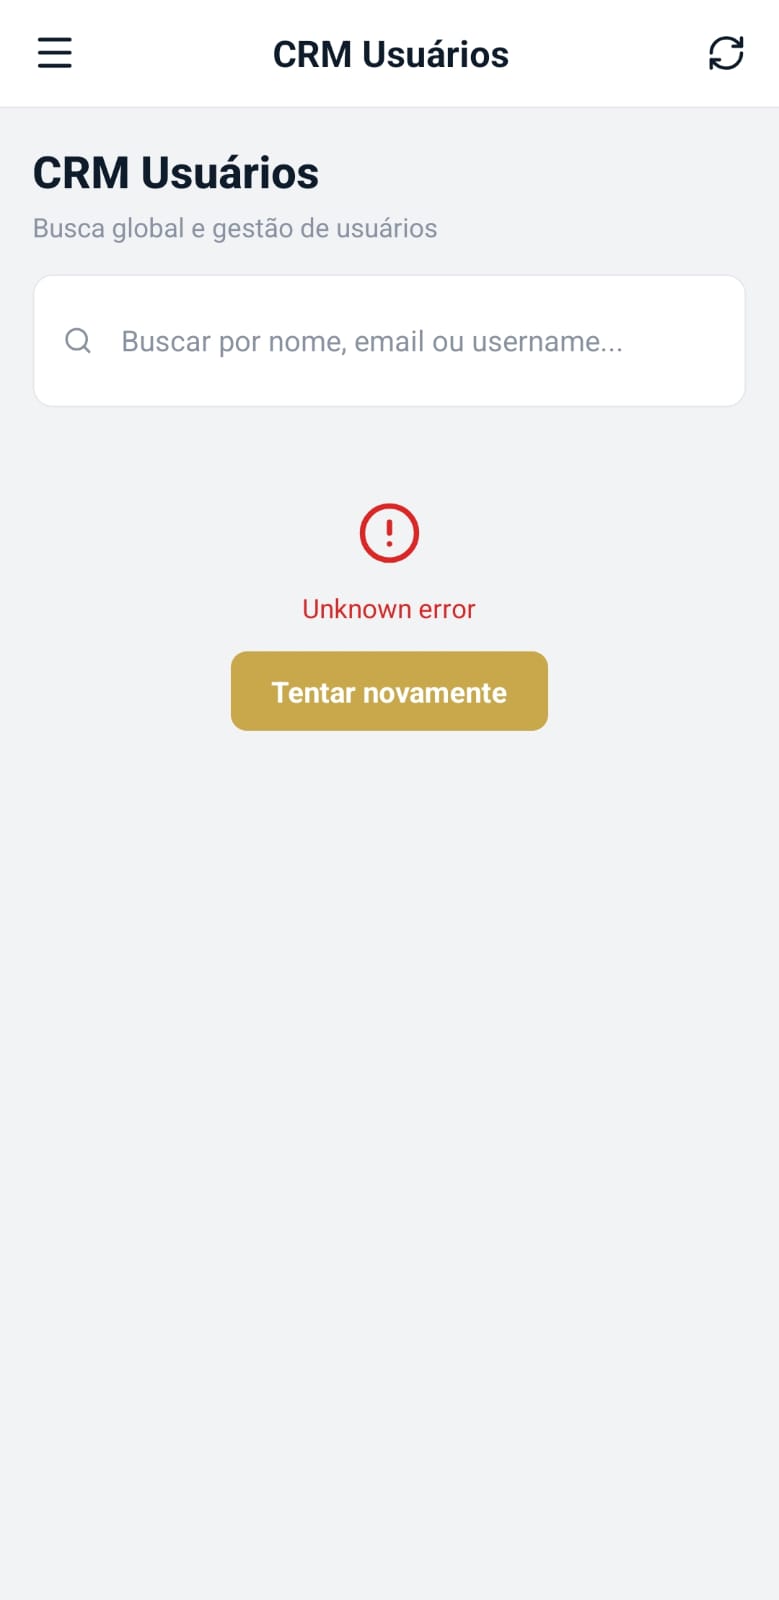 CRM Usuários
CRM Usuários
Busca global e gestão de usuários
Buscar por nome, email ou username...
Unknown error
Tentar novamente